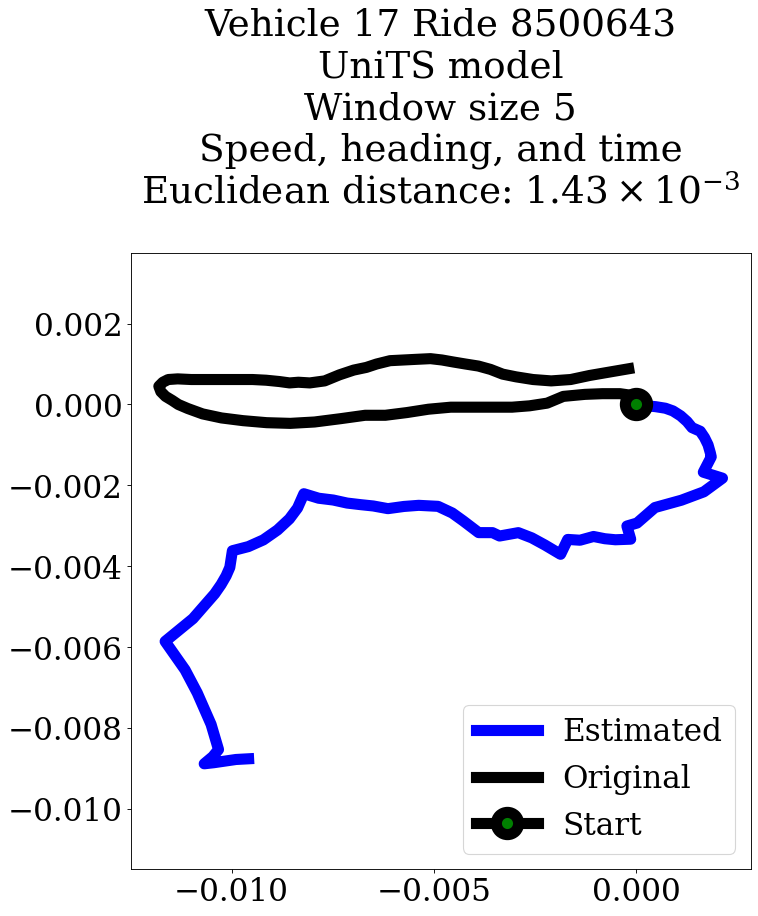 Vehicle 17 Ride 8500643
UniTS model
Window size 5
Speed, heading, and time
Euclidean distance: 1.43 × 10⁻³
0.002
0.000
−0.002
−0.004
−0.006
−0.008
−0.010
Estimated
Original
Start
−0.010 −0.005 0.000